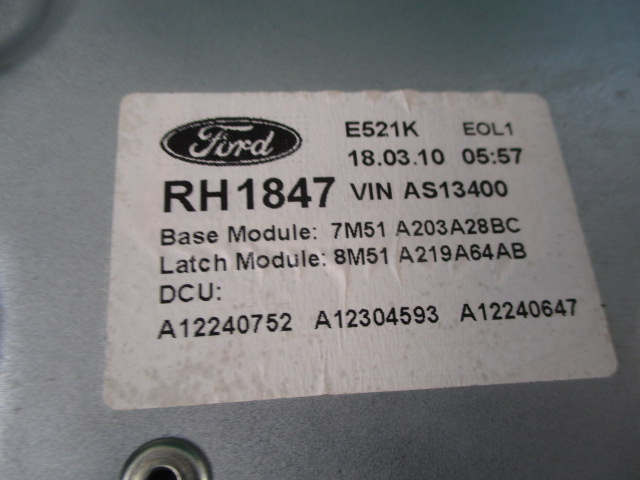 Ford E521K EOL1
18.03.10 05:57
RH1847 VIN AS13400
Base Module: 7M51 A203A28BC
Latch Module: 8M51 A219A64AB
DCU:
A12240752 A12304593 A12240647